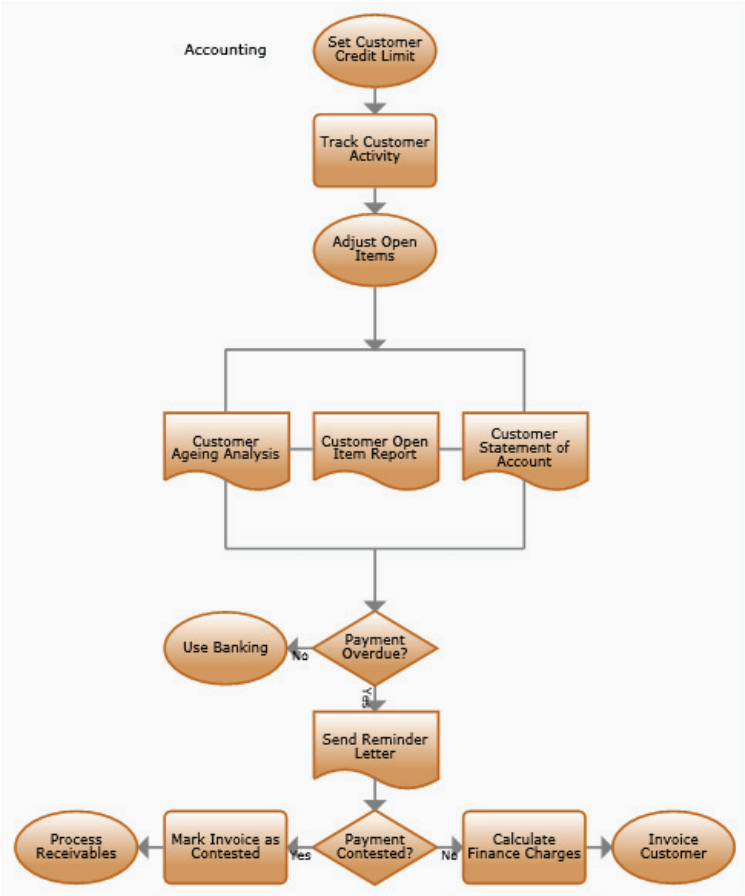 Accounting
Set Customer
Credit Limit
Track Customer
Activity
Adjust Open
Items
Customer
Ageing Analysis
Customer Open
Item Report
Customer
Statement of
Account
Use Banking
No
Payment
Overdue?
Yes
Send Reminder
Letter
Process
Receivables
Mark Invoice as
Contested
Yes
Payment
Contested?
No
Calculate
Finance Charges
Invoice
Customer